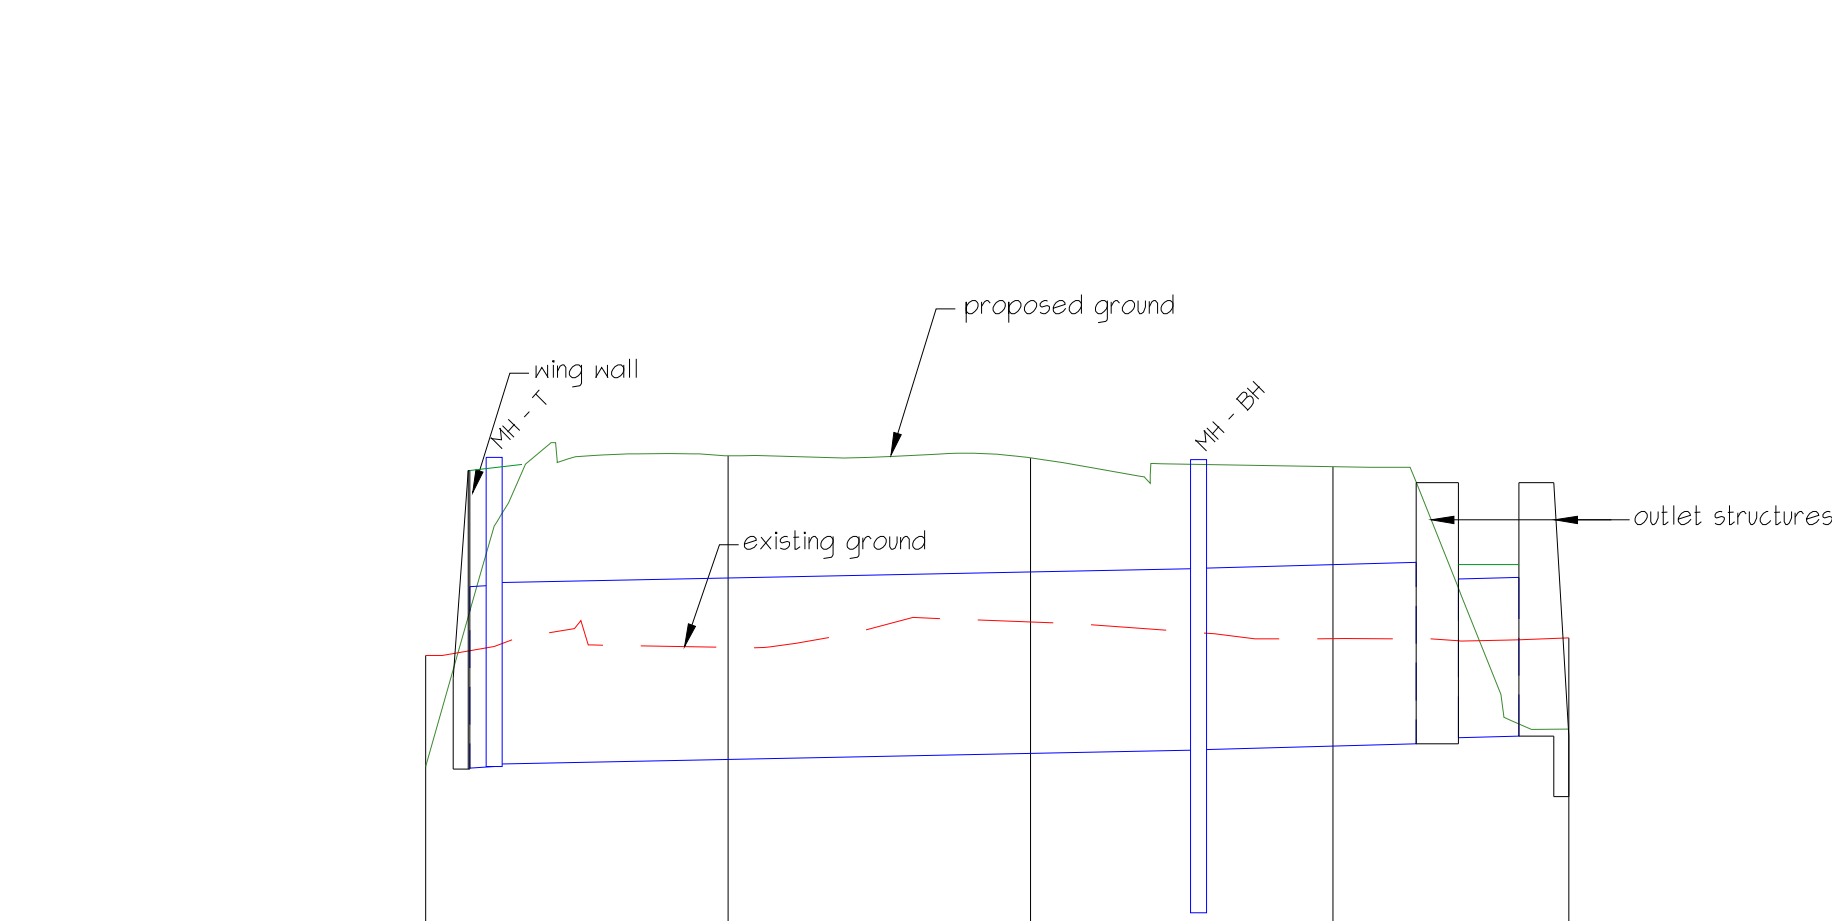 proposed ground
wing wall
MH - T
MH - BH
outlet structures
existing ground